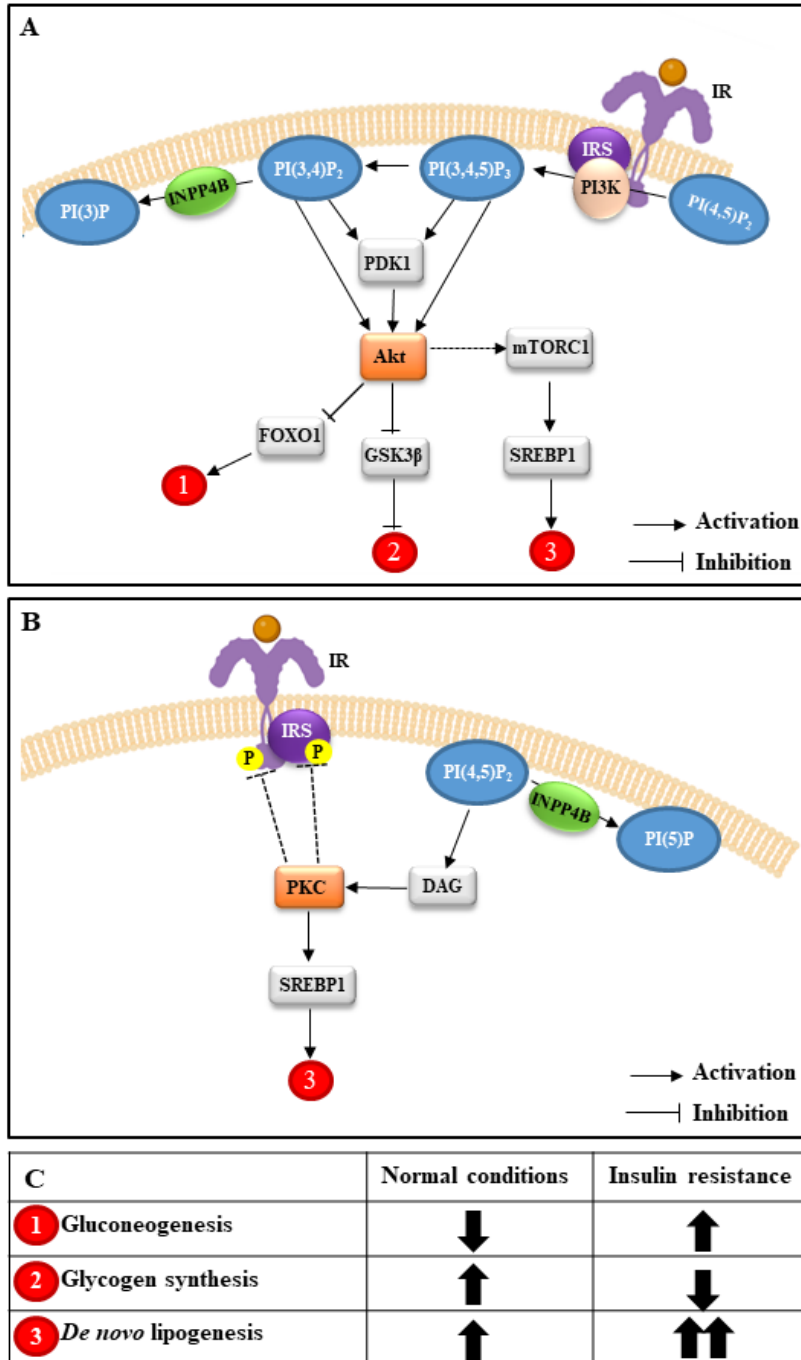 A
IR
IRS
PI3K
PI(3,4)P2
PI(3,4,5)P3
PI(4,5)P2
INPP4B
PI(3)P
PDK1
Akt
mTORC1
FOXO1
GSK3β
SREBP1
1
2
3
Activation
Inhibition
B
IR
IRS
P
P
PI(4,5)P2
INPP4B
PI(5)P
PKC
DAG
SREBP1
3
Activation
Inhibition
C Normal conditions Insulin resistance
1 Gluconeogenesis
2 Glycogen synthesis
3 De novo lipogenesis